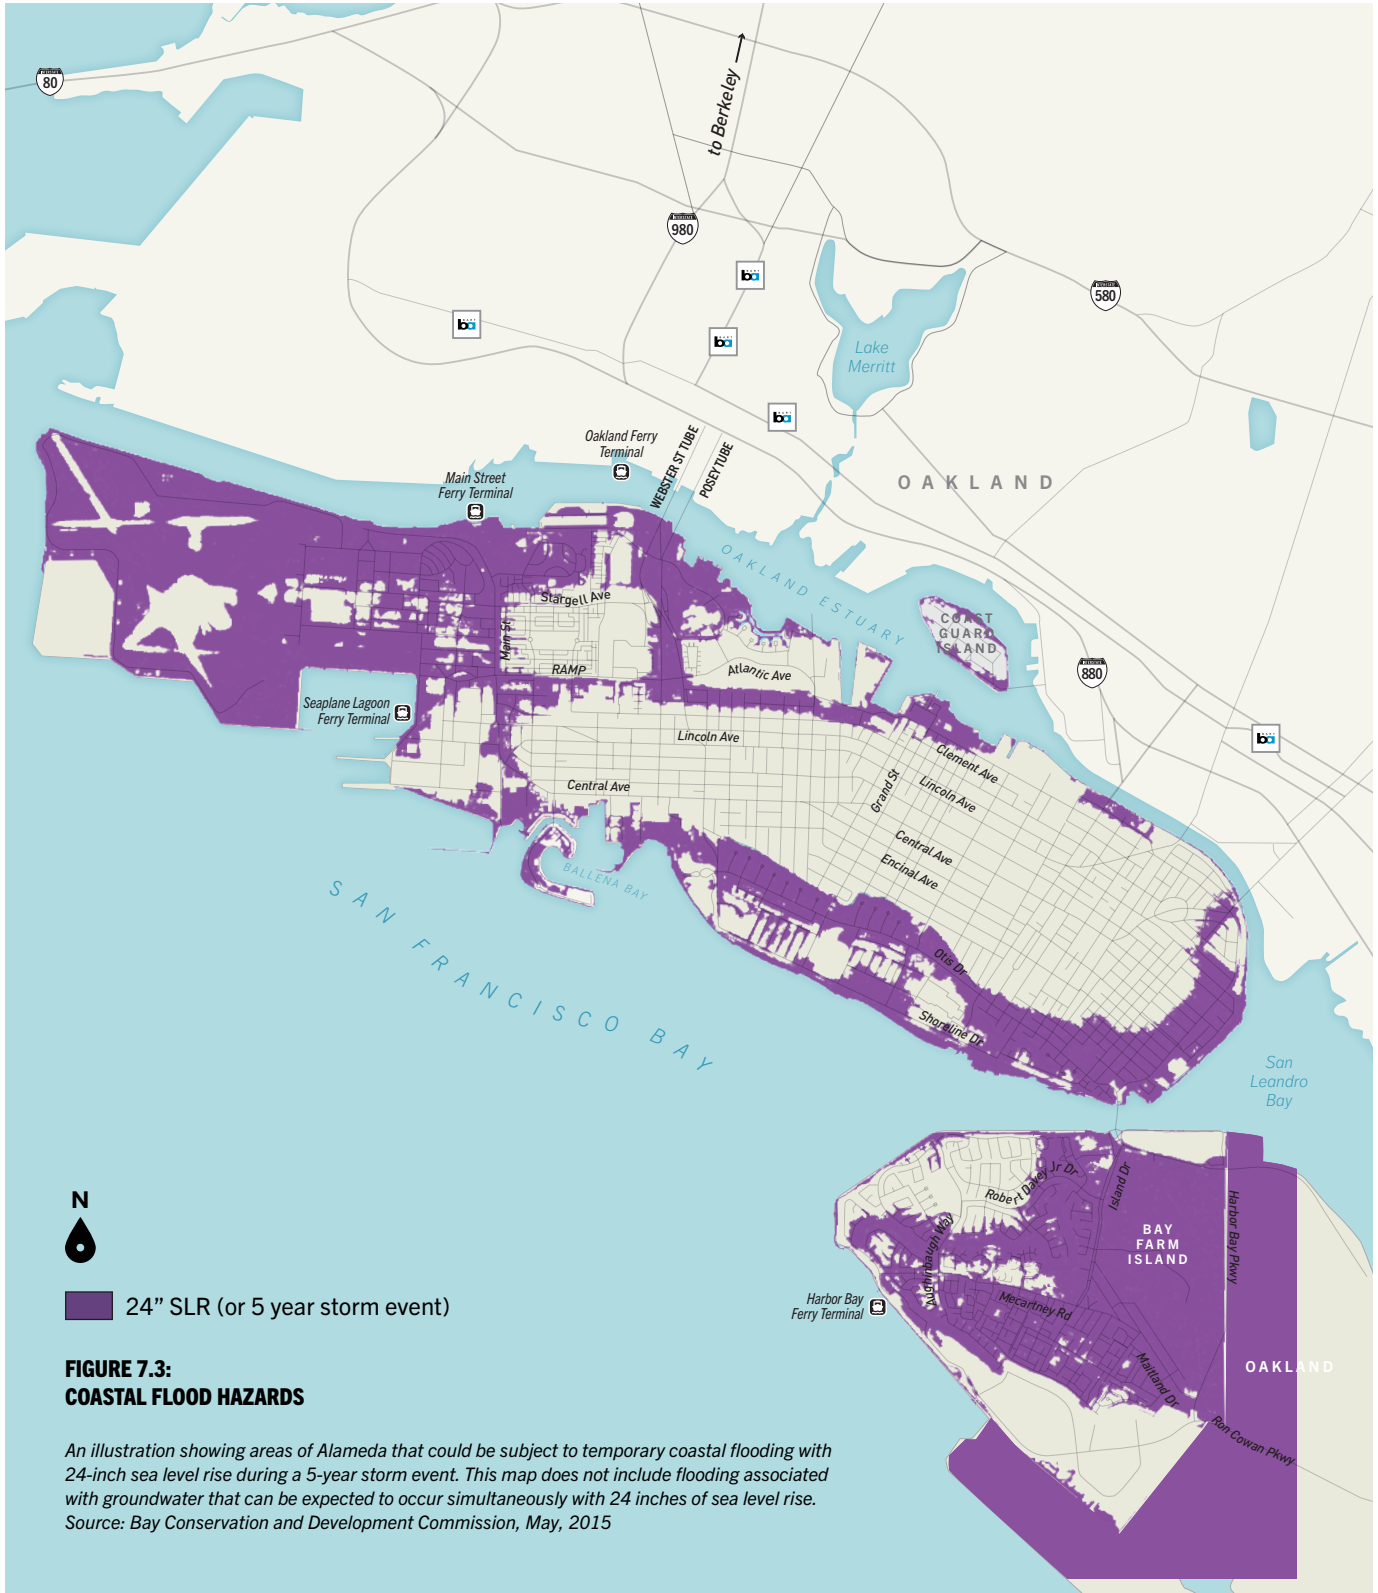 80
to Berkeley
980
ba
580
ba
ba
Lake
Merritt
ba
OAKLAND
Oakland Ferry
Terminal
WEBSTER ST TUBE
POSEY TUBE
Main Street
Ferry Terminal
OAKLAND ESTUARY
COAST
GUARD
ISLAND
880
ba
Stargell Ave
Main St
RAMP
Atlantic Ave
Seaplane Lagoon
Ferry Terminal
Lincoln Ave
Clement Ave
Central Ave
Grand St
Lincoln Ave
Central Ave
Encinal Ave
BALLENA BAY
SAN FRANCISCO BAY
Otis Dr
Shoreline Dr
San
Leandro
Bay
Robert Davey Jr Dr
Island Dr
Harbor Bay Pkwy
BAY
FARM
ISLAND
Aughinbaugh Way
Mecartney Rd
Harbor Bay
Ferry Terminal
Maitland Dr
OAKLAND
Ron Cowan Pkwy
N
24” SLR (or 5 year storm event)
FIGURE 7.3:
COASTAL FLOOD HAZARDS
An illustration showing areas of Alameda that could be subject to temporary coastal flooding with
24-inch sea level rise during a 5-year storm event. This map does not include flooding associated
with groundwater that can be expected to occur simultaneously with 24 inches of sea level rise.
Source: Bay Conservation and Development Commission, May, 2015